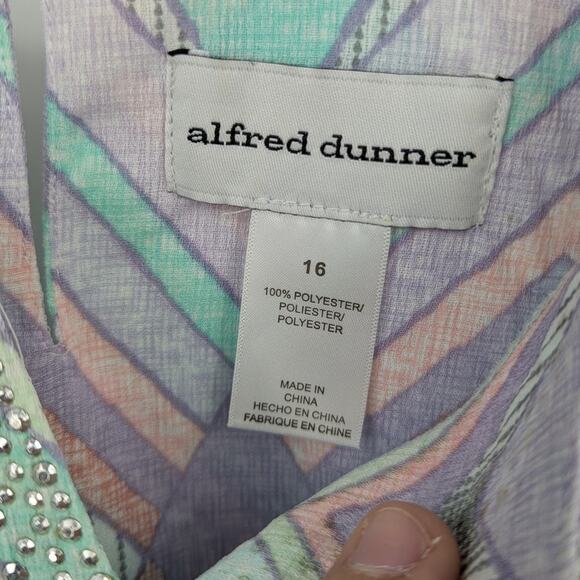 alfred dunner
16
100% POLYESTER/
POLIESTER/
POLYESTER
MADE IN
CHINA
HECHO EN CHINA
FABRIQUE EN CHINE